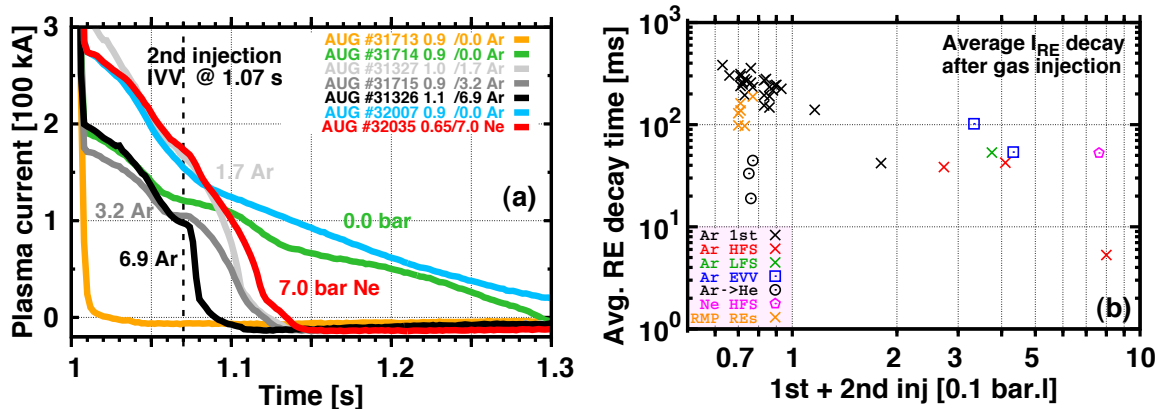 Plasma current [100 kA]
3
2
1
0
1
1.1
1.2
1.3
Time [s]
2nd injection
IVV @ 1.07 s
AUG #31713 0.9 /0.0 Ar
AUG #31714 0.9 /0.0 Ar
AUG #31327 1.0 /1.7 Ar
AUG #31715 0.9 /3.2 Ar
AUG #31326 1.1 /6.9 Ar
AUG #32007 0.9 /0.0 Ar
AUG #32035 0.65/7.0 Ne
1.7 Ar
(a)
3.2 Ar
0.0 bar
6.9 Ar
7.0 bar Ne
Avg. RE decay time [ms]
10³
10²
10¹
10⁰
0.7
1
2
3
4
5
10
1st + 2nd inj [0.1 bar.l]
Average I_RE decay
after gas injection
Ar 1st
Ar HFS
Ar LFS
Ar EVV
Ar->He
Ne HFS
RMP REs
(b)